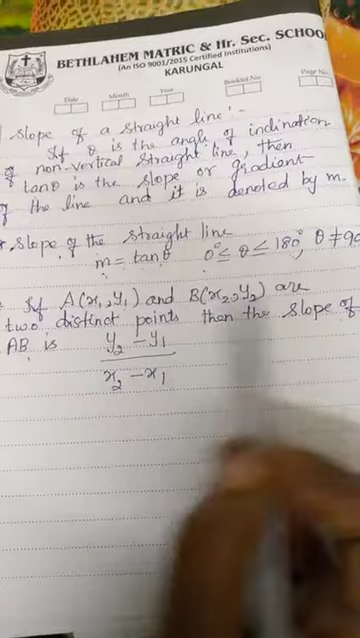 BETHLAHEM MATRIC & Hr. Sec. SCHOO
(An ISO 9001/2015 Certified Institutions)
KARUNGAL
Date Month Year Booklet No Page No
Slope of a straight line:-
If θ is the angle of inclination
of non-vertical straight line, then
tanθ is the slope or gradient
of the line and it is denoted by m.
Slope of the straight line
m = tanθ 0° ≤ θ ≤ 180°, θ ≠ 90
If A(x₁, y₁) and B(x₂, y₂) are
two distinct points then the slope of
AB is y₂ - y₁
x₂ - x₁